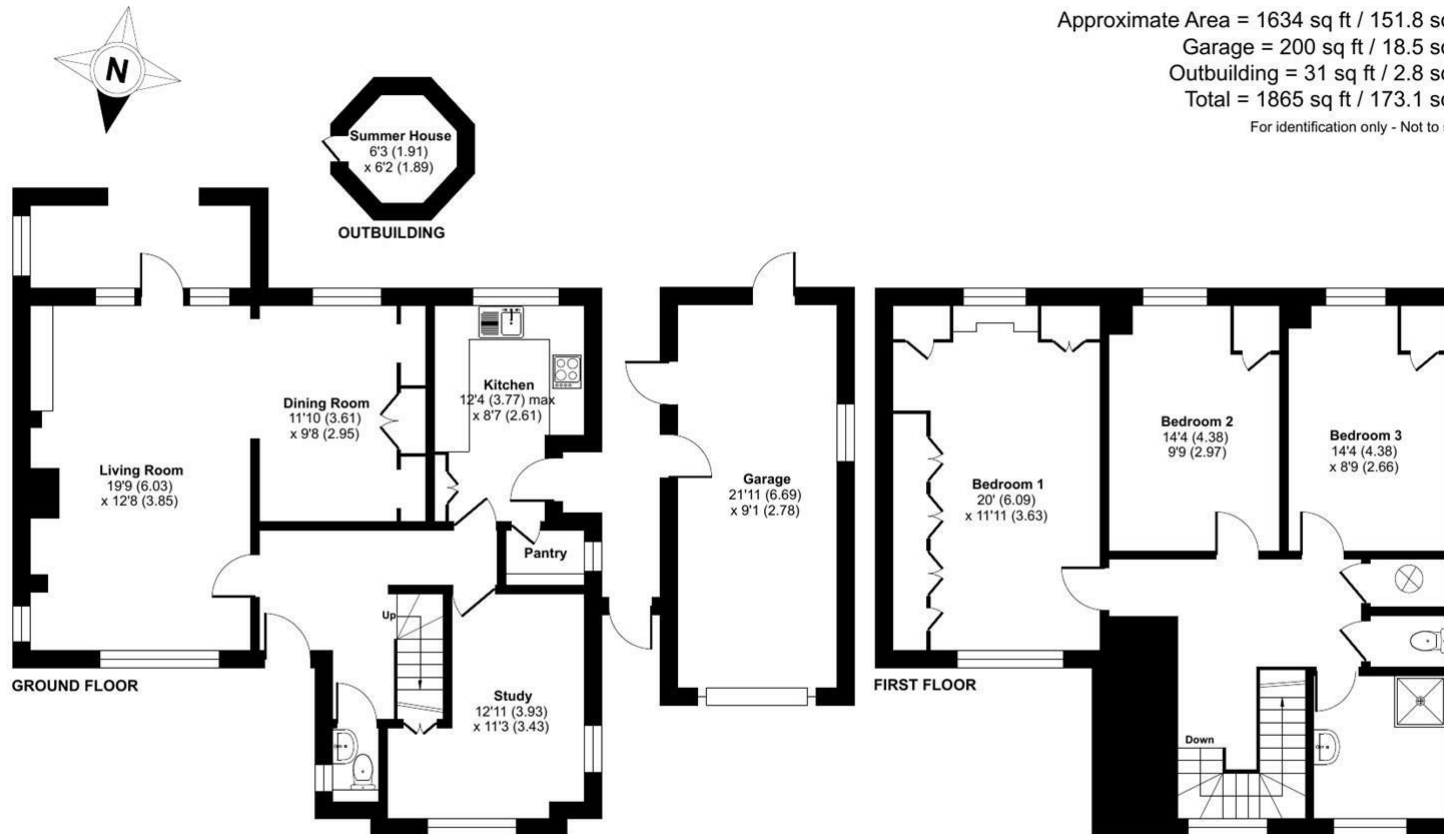 Approximate Area = 1634 sq ft / 151.8 sq
Garage = 200 sq ft / 18.5 sq
Outbuilding = 31 sq ft / 2.8 sq
Total = 1865 sq ft / 173.1 sq
For identification only - Not to
N
Summer House
6'3 (1.91)
x 6'2 (1.89)
OUTBUILDING
Dining Room
11'10 (3.61)
x 9'8 (2.95)
Kitchen
12'4 (3.77) max
x 8'7 (2.61)
Living Room
19'9 (6.03)
x 12'8 (3.85)
Pantry
Up
Study
12'11 (3.93)
x 11'3 (3.43)
GROUND FLOOR
Garage
21'11 (6.69)
x 9'1 (2.78)
Bedroom 1
20' (6.09)
x 11'11 (3.63)
Bedroom 2
14'4 (4.38)
9'9 (2.97)
Bedroom 3
14'4 (4.38)
x 8'9 (2.66)
FIRST FLOOR
Down